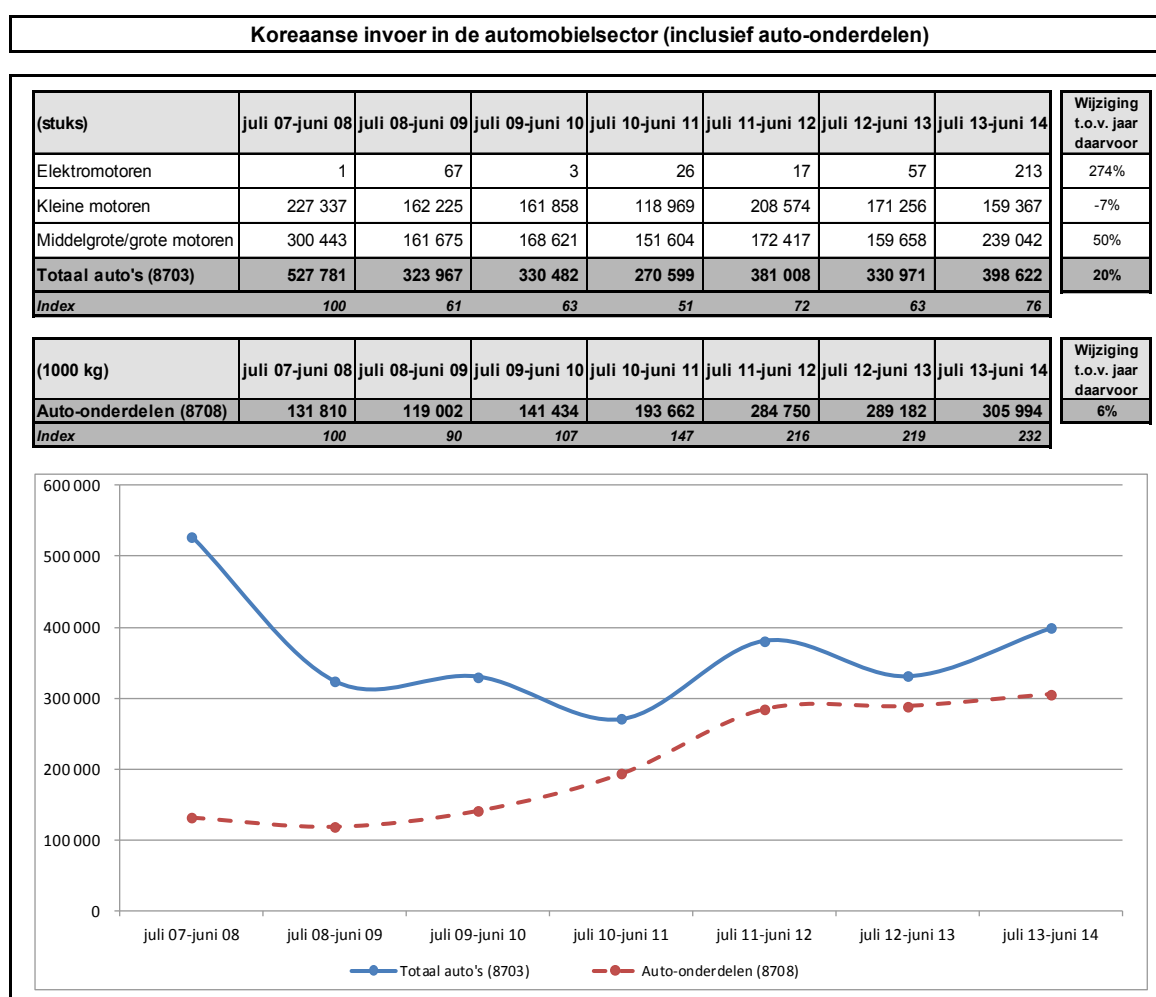 Koreaanse invoer in de automobielsector (inclusief auto-onderdelen)
(stuks) juli 07-juni 08 juli 08-juni 09 juli 09-juni 10 juli 10-juni 11 juli 11-juni 12 juli 12-juni 13 juli 13-juni 14 Wijziging
t.o.v. jaar
daarvoor
Elektromotoren 1 67 3 26 17 57 213 274%
Kleine motoren 227 337 162 225 161 858 118 969 208 574 171 256 159 367 -7%
Middelgrote/grote motoren 300 443 161 675 168 621 151 604 172 417 159 658 239 042 50%
Totaal auto's (8703) 527 781 323 967 330 482 270 599 381 008 330 971 398 622 20%
Index 100 61 63 51 72 63 76
(1000 kg) juli 07-juni 08 juli 08-juni 09 juli 09-juni 10 juli 10-juni 11 juli 11-juni 12 juli 12-juni 13 juli 13-juni 14 Wijziging
t.o.v. jaar
daarvoor
Auto-onderdelen (8708) 131 810 119 002 141 434 193 662 284 750 289 182 305 994 6%
Index 100 90 107 147 216 219 232
600 000
500 000
400 000
300 000
200 000
100 000
0
juli 07-juni 08 juli 08-juni 09 juli 09-juni 10 juli 10-juni 11 juli 11-juni 12 juli 12-juni 13 juli 13-juni 14
Totaal auto's (8703) Auto-onderdelen (8708)